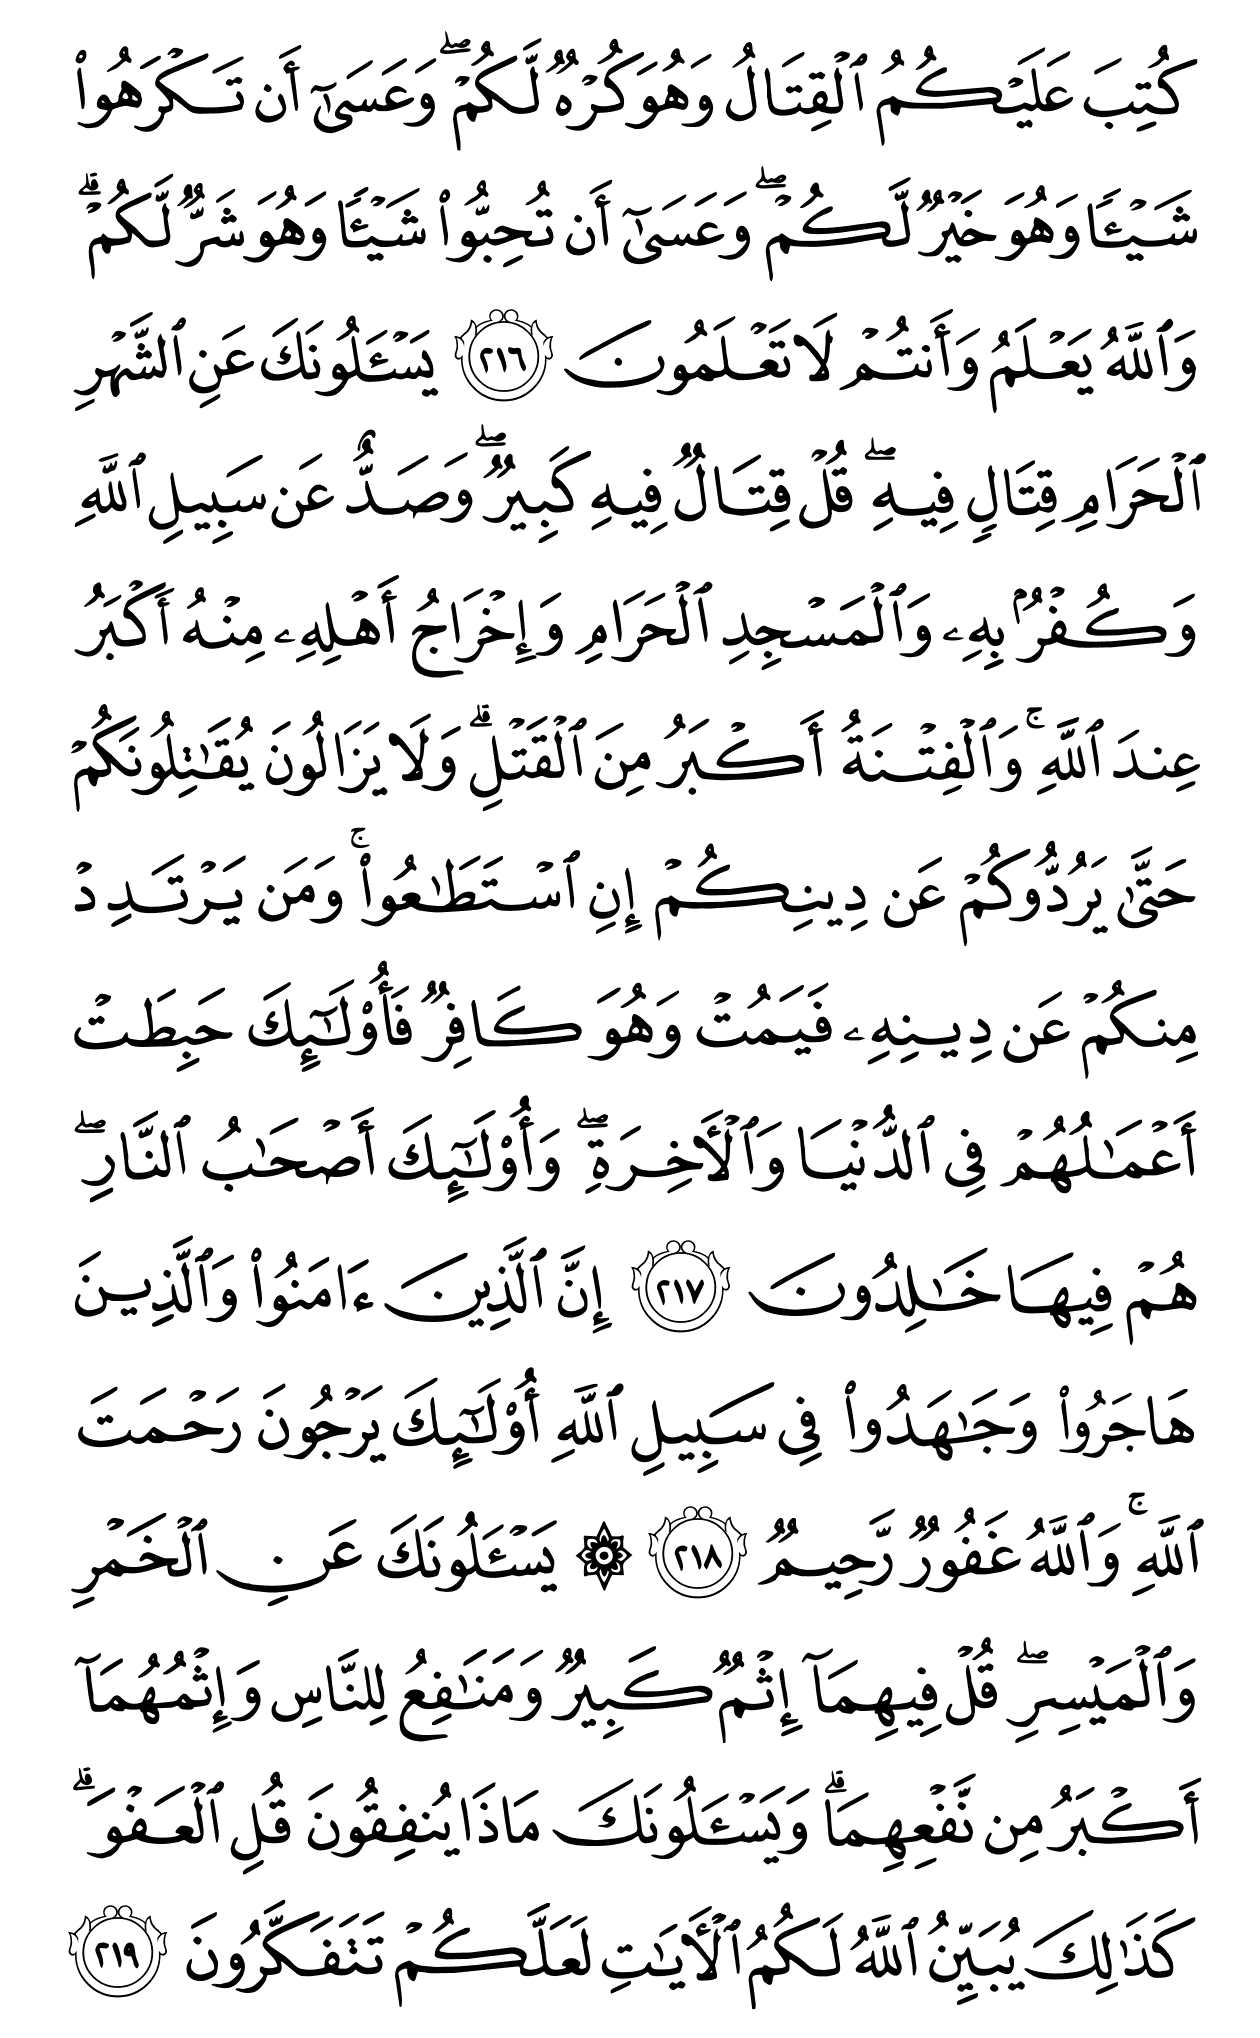 كُتِبَ عَلَيۡكُمُ ٱلۡقِتَالُ وَهُوَ كُرۡهٞ لَّكُمۡۖ وَعَسَىٰٓ أَن تَكۡرَهُواْ
شَيۡـٔٗا وَهُوَ خَيۡرٞ لَّكُمۡۖ وَعَسَىٰٓ أَن تُحِبُّواْ شَيۡـٔٗا وَهُوَ شَرّٞ لَّكُمۡۚ
وَٱللَّهُ يَعۡلَمُ وَأَنتُمۡ لَا تَعۡلَمُونَ ٢١٦ يَسۡـَٔلُونَكَ عَنِ ٱلشَّهۡرِ
ٱلۡحَرَامِ قِتَالٖ فِيهِۖ قُلۡ قِتَالٞ فِيهِ كَبِيرٞۖ وَصَدٌّ عَن سَبِيلِ ٱللَّهِ
وَكُفۡرُۢ بِهِۦ وَٱلۡمَسۡجِدِ ٱلۡحَرَامِ وَإِخۡرَاجُ أَهۡلِهِۦ مِنۡهُ أَكۡبَرُ
عِندَ ٱللَّهِۚ وَٱلۡفِتۡنَةُ أَكۡبَرُ مِنَ ٱلۡقَتۡلِۗ وَلَا يَزَالُونَ يُقَٰتِلُونَكُمۡ
حَتَّىٰ يَرُدُّوكُمۡ عَن دِينِكُمۡ إِنِ ٱسۡتَطَٰعُواْۚ وَمَن يَرۡتَدِدۡ
مِنكُمۡ عَن دِينِهِۦ فَيَمُتۡ وَهُوَ كَافِرٞ فَأُوْلَٰٓئِكَ حَبِطَتۡ
أَعۡمَٰلُهُمۡ فِي ٱلدُّنۡيَا وَٱلۡأٓخِرَةِۖ وَأُوْلَٰٓئِكَ أَصۡحَٰبُ ٱلنَّارِۖ
هُمۡ فِيهَا خَٰلِدُونَ ٢١٧ إِنَّ ٱلَّذِينَ ءَامَنُواْ وَٱلَّذِينَ
هَاجَرُواْ وَجَٰهَدُواْ فِي سَبِيلِ ٱللَّهِ أُوْلَٰٓئِكَ يَرۡجُونَ رَحۡمَتَ
ٱللَّهِۚ وَٱللَّهُ غَفُورٞ رَّحِيمٞ ٢١٨ ۞ يَسۡـَٔلُونَكَ عَنِ ٱلۡخَمۡرِ
وَٱلۡمَيۡسِرِۖ قُلۡ فِيهِمَآ إِثۡمٞ كَبِيرٞ وَمَنَٰفِعُ لِلنَّاسِ وَإِثۡمُهُمَآ
أَكۡبَرُ مِن نَّفۡعِهِمَاۗ وَيَسۡـَٔلُونَكَ مَاذَا يُنفِقُونَ قُلِ ٱلۡعَفۡوَۗ
كَذَٰلِكَ يُبَيِّنُ ٱللَّهُ لَكُمُ ٱلۡأٓيَٰتِ لَعَلَّكُمۡ تَتَفَكَّرُونَ ٢١٩